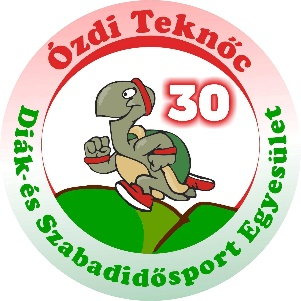 Ózdi Teknőc
30
Diák- és Szabadidősport Egyesület